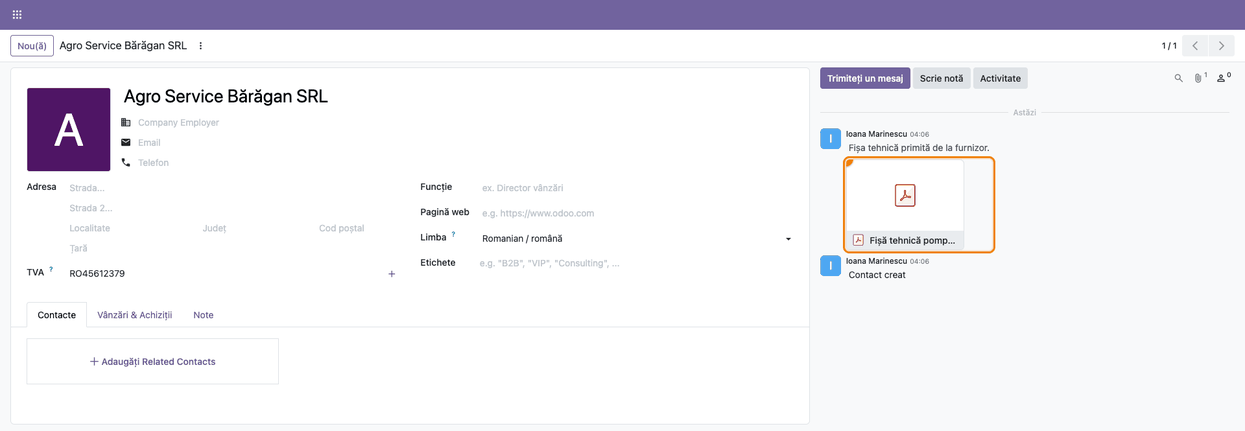 Nou(ă)
Agro Service Bărăgan SRL
1 / 1
A
Agro Service Bărăgan SRL
Company Employer
Email
Telefon
Adresa
Strada...
Strada 2...
Localitate Județ Cod poștal
Țară
TVA ? RO45612379
Funcție ex. Director vânzări
Pagină web e.g. https://www.odoo.com
Limba ? Romanian / română
Etichete e.g. "B2B", "VIP", "Consulting", ...
Contacte Vânzări & Achiziții Note
Adăugați Related Contacts
Trimiteți un mesaj Scrie notă Activitate
1 0
Astăzi
I
Ioana Marinescu 04:06
Fișa tehnică primită de la furnizor.
Fișă tehnică pomp...
I
Ioana Marinescu 04:06
Contact creat